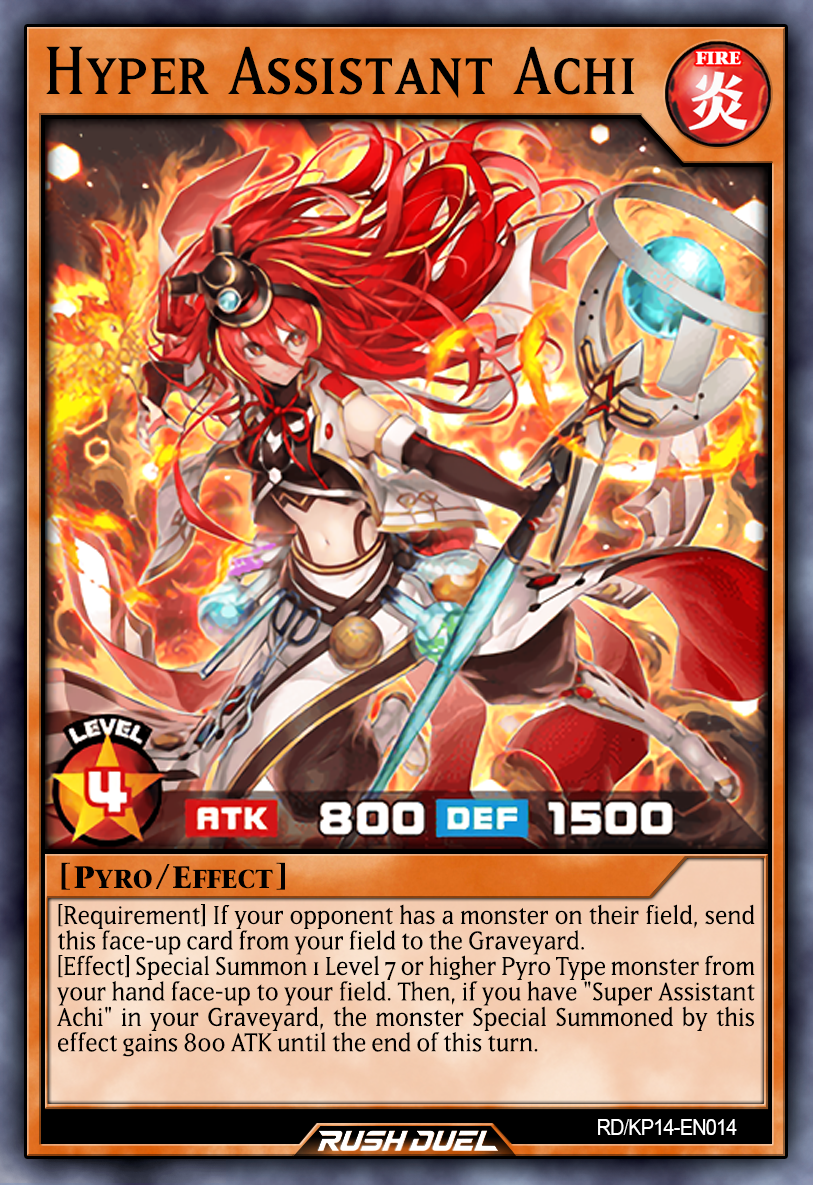 Hyper Assistant Achi
FIRE
炎
LEVEL
4
ATK 800 DEF 1500
[Pyro/Effect]
[Requirement] If your opponent has a monster on their field, send
this face-up card from your field to the Graveyard.
[Effect] Special Summon 1 Level 7 or higher Pyro Type monster from
your hand face-up to your field. Then, if you have "Super Assistant
Achi" in your Graveyard, the monster Special Summoned by this
effect gains 800 ATK until the end of this turn.
RUSH DUEL
RD/KP14-EN014